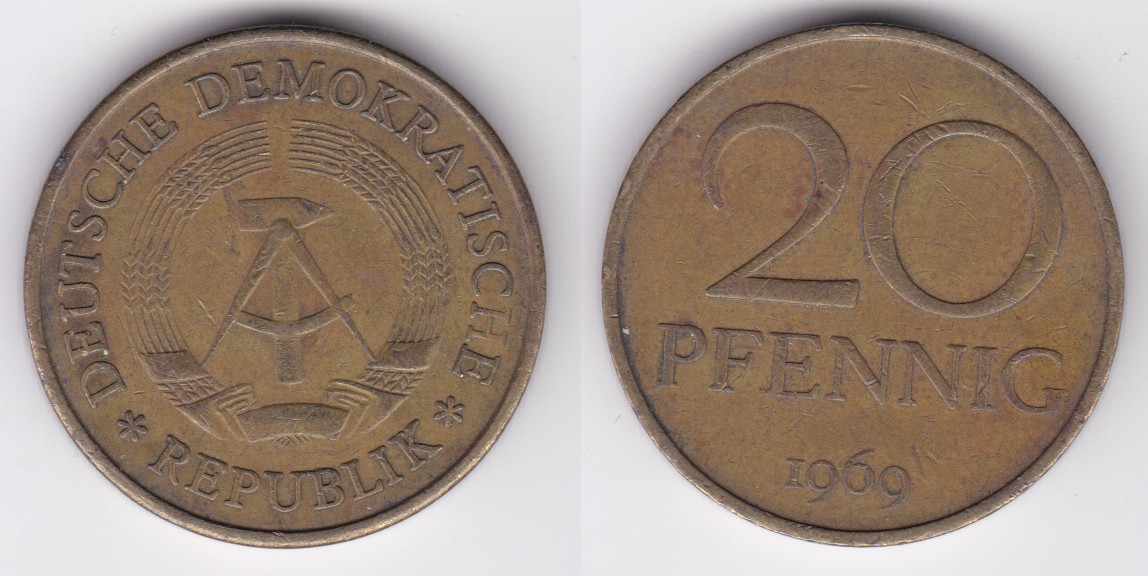 DEUTSCHE DEMOKRATISCHE
* REPUBLIK *
20
PFENNIG
1969